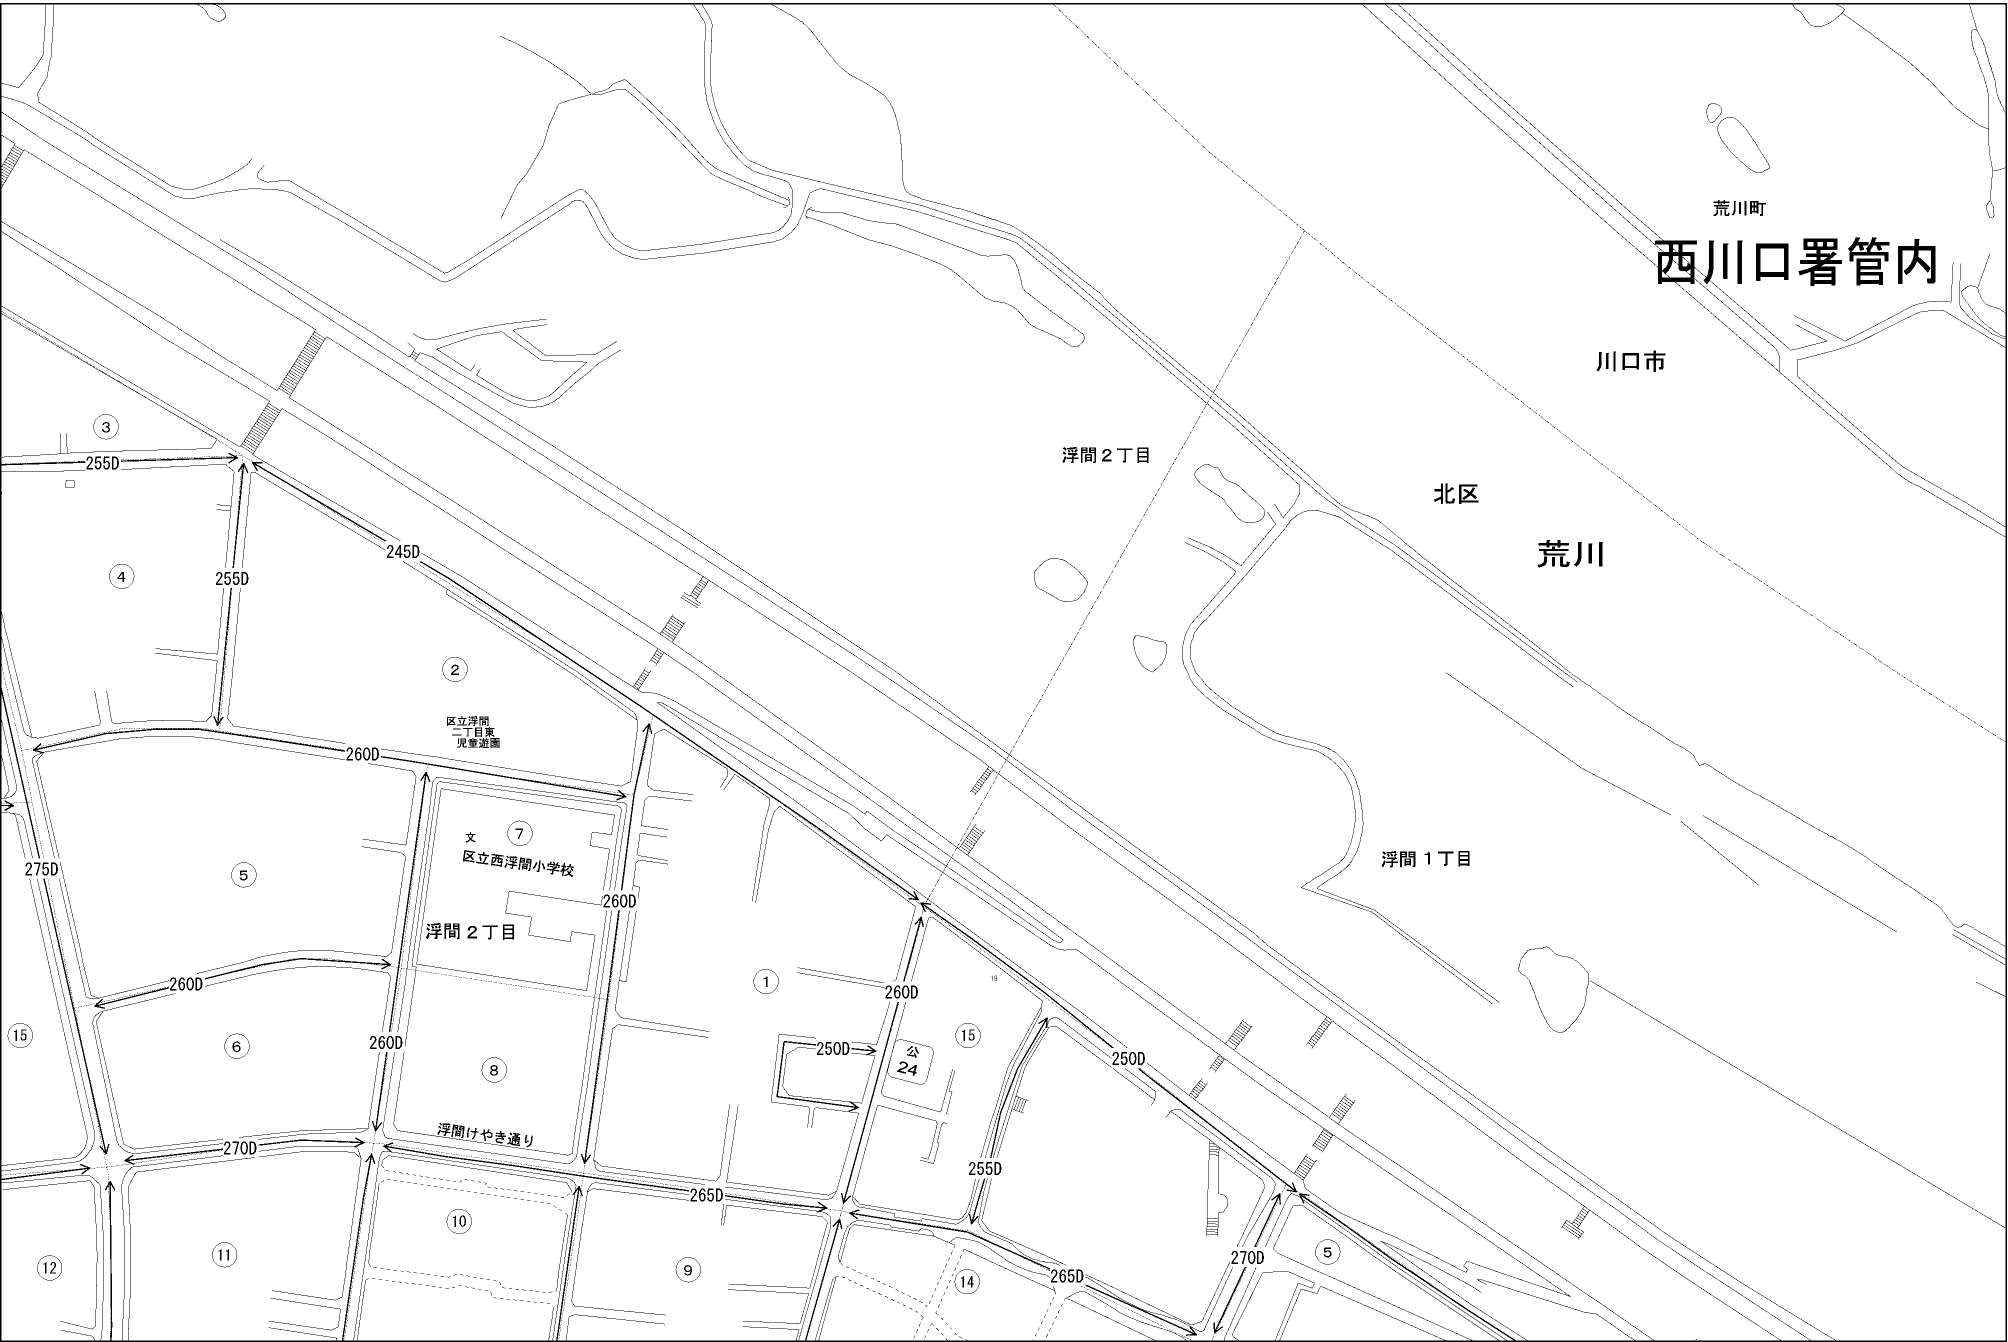 荒川町
西川口署管内
川口市
3
浮間2丁目
255D
北区
245D
荒川
4
255D
2
区立浮間
二丁目東
児童遊園
260D
7
文
区立西浮間小学校
浮間1丁目
275D
5
260D
浮間2丁目
1
19
260D
260D
15
15
6
260D
250D
公
24
250D
8
浮間けやき通り
270D
255D
265D
10
11
5
270D
12
9
14
265D